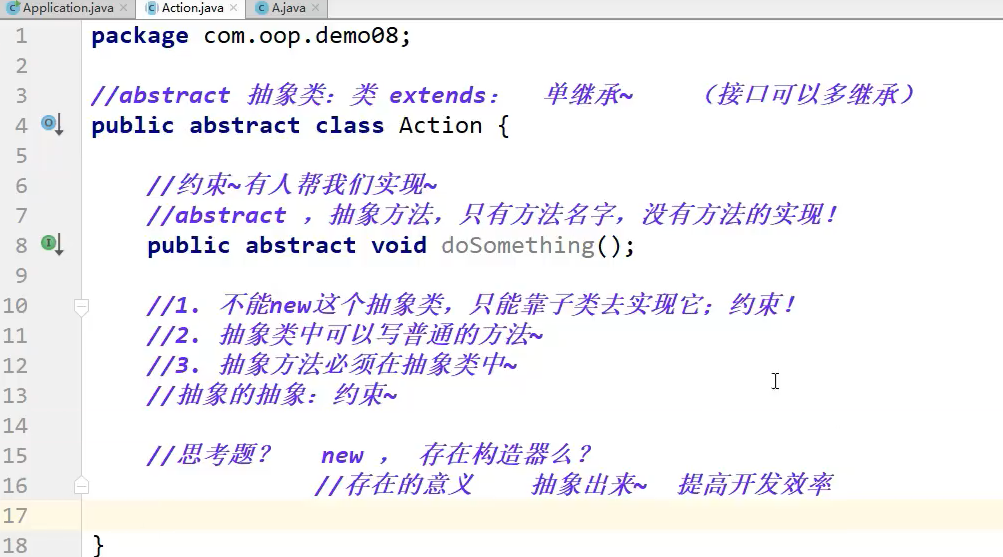 Application.java × Action.java × A.java ×
1 package com.oop.demo08;
2
3 //abstract 抽象类：类 extends： 单继承~ （接口可以多继承）
4 public abstract class Action {
5
6 //约束~有人帮我们实现~
7 //abstract ，抽象方法，只有方法名字，没有方法的实现！
8 public abstract void doSomething();
9
10 //1. 不能new这个抽象类，只能靠子类去实现它；约束！
11 //2. 抽象类中可以写普通的方法~
12 //3. 抽象方法必须在抽象类中~
13 //抽象的抽象：约束~
14
15 //思考题？ new ， 存在构造器么？
16 //存在的意义 抽象出来~ 提高开发效率
17
18 }